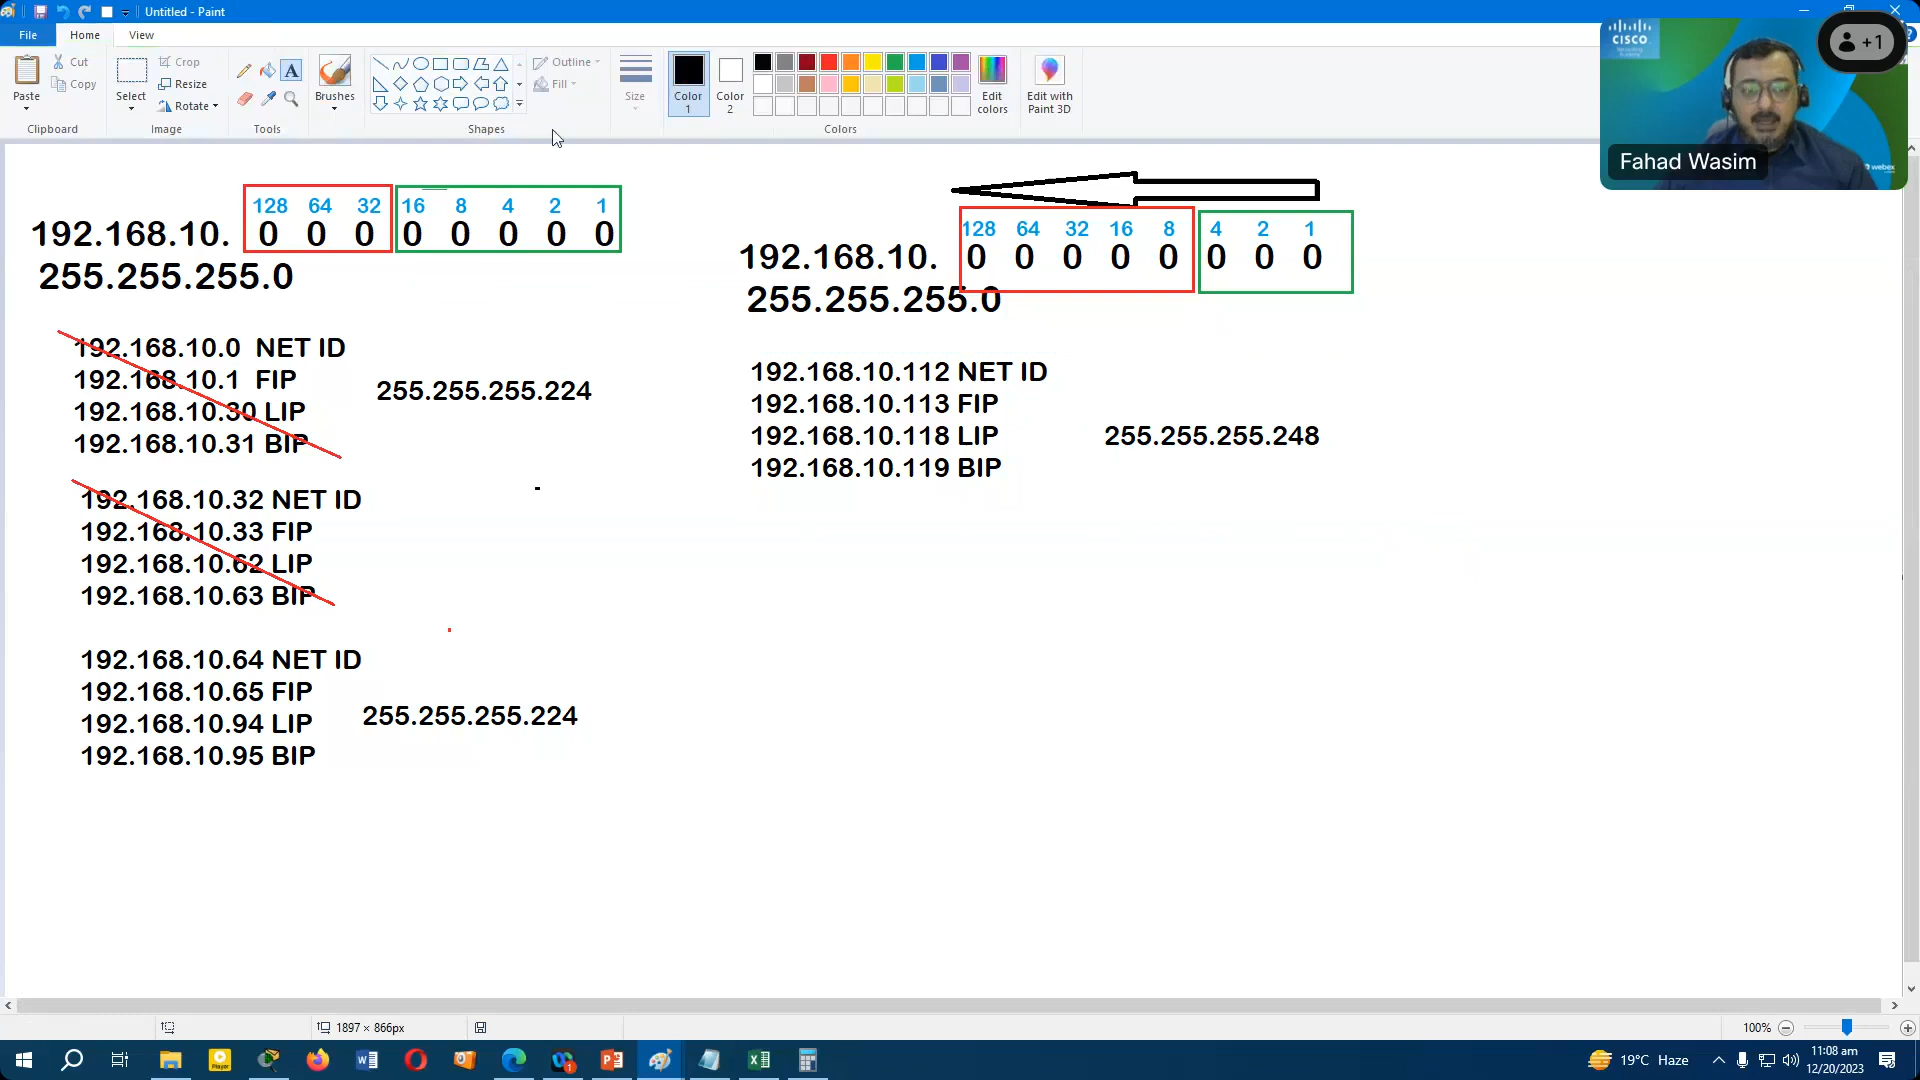 Untitled - Paint
File Home View
Paste
Cut
Copy
Clipboard
Select
Crop
Resize
Rotate
Image
Tools
Brushes
Shapes
Outline
Fill
Size
Color 1
Color 2
Colors
Edit colors
Edit with Paint 3D
CISCO
+1
Fahad Wasim
webex
128 64 32 16 8 4 2 1
192.168.10. 0 0 0 0 0 0 0 0
255.255.255.0
192.168.10.0 NET ID
192.168.10.1 FIP
192.168.10.30 LIP
192.168.10.31 BIP
255.255.255.224
192.168.10.32 NET ID
192.168.10.33 FIP
192.168.10.62 LIP
192.168.10.63 BIP
192.168.10.64 NET ID
192.168.10.65 FIP
192.168.10.94 LIP
192.168.10.95 BIP
255.255.255.224
128 64 32 16 8 4 2 1
192.168.10. 0 0 0 0 0 0 0 0
255.255.255.0
192.168.10.112 NET ID
192.168.10.113 FIP
192.168.10.118 LIP
192.168.10.119 BIP
255.255.255.248
1897 × 866px
100%
19°C Haze
11:08 am
12/20/2023